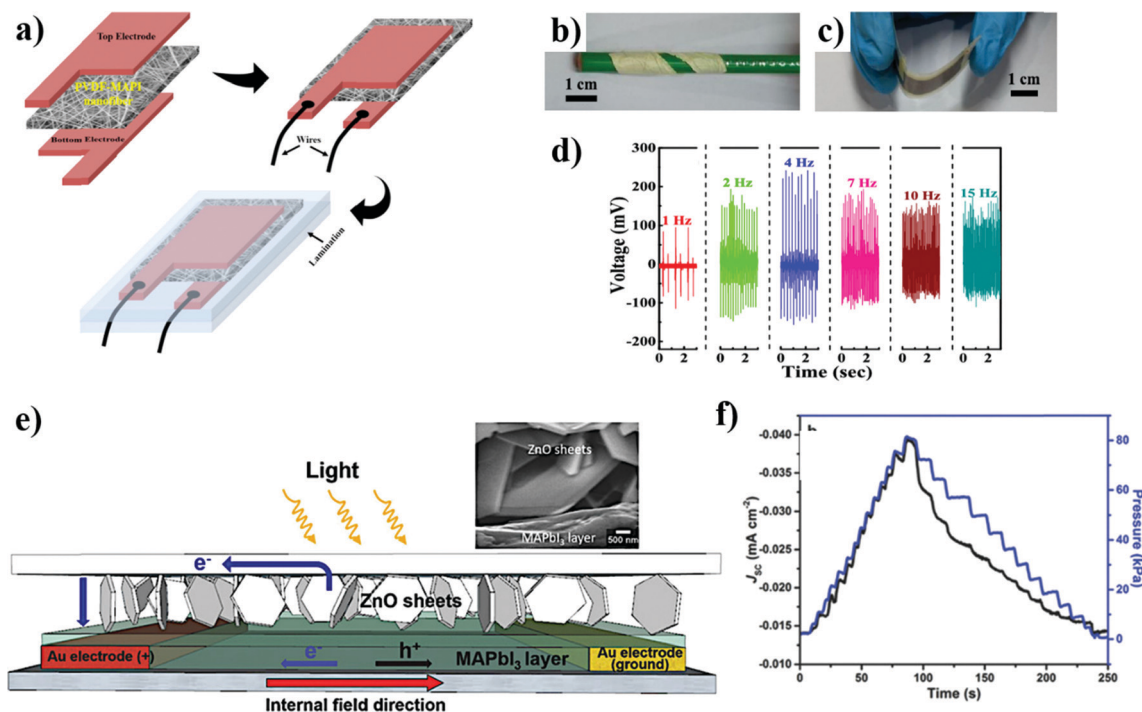 a)
Top Electrode
PVDF-MAPI
nanofiber
Bottom Electrode
Wires
Lamination
b)
1 cm
c)
1 cm
d)
300
200
100
0
-100
-200
Voltage (mV)
1 Hz
2 Hz
4 Hz
7 Hz
10 Hz
15 Hz
0 2 0 2 0 2 0 2 0 2 0 2
Time (sec)
e)
Light
e-
ZnO sheets
Au electrode (+)
e-
h+
MAPbI3 layer
Au electrode
(ground)
Internal field direction
ZnO sheets
MAPbI3 layer
500 nm
f)
-0.040
-0.035
-0.030
-0.025
-0.020
-0.015
-0.010
JSC (mA cm-2)
80
60
40
20
0
Pressure (kPa)
0 50 100 150 200 250
Time (s)